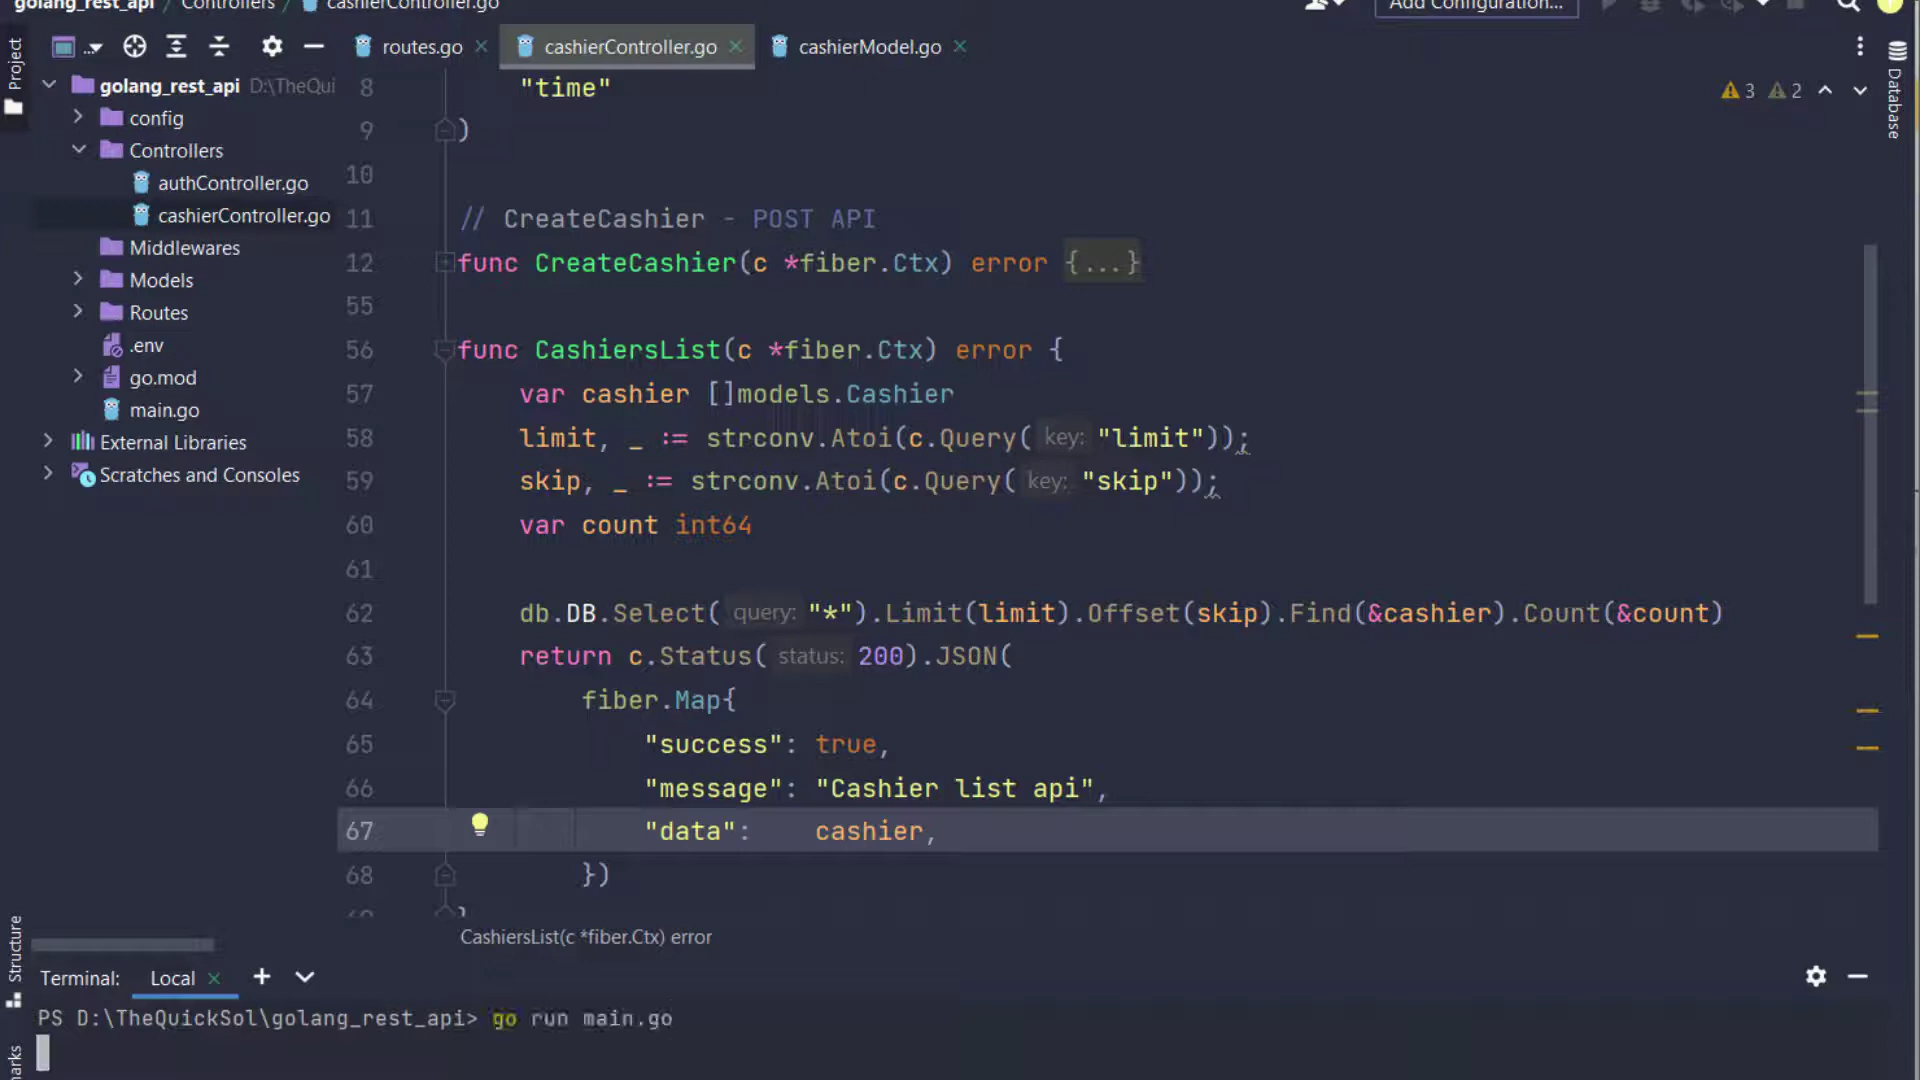 golang_rest_api / Controllers / cashierController.go
Add Configuration...
Project
routes.go
cashierController.go
cashierModel.go
Database
golang_rest_api D:\TheQui
config
Controllers
authController.go
cashierController.go
Middlewares
Models
Routes
.env
go.mod
main.go
External Libraries
Scratches and Consoles
3 2
8 "time"
9 )
10
11 // CreateCashier - POST API
12 func CreateCashier(c *fiber.Ctx) error {...}
55
56 func CashiersList(c *fiber.Ctx) error {
57 var cashier []models.Cashier
58 limit, _ := strconv.Atoi(c.Query( key: "limit"));
59 skip, _ := strconv.Atoi(c.Query( key: "skip"));
60 var count int64
61
62 db.DB.Select( query: "*").Limit(limit).Offset(skip).Find(&cashier).Count(&count)
63 return c.Status( status: 200).JSON(
64 fiber.Map{
65 "success": true,
66 "message": "Cashier list api",
67 "data": cashier,
68 })
CashiersList(c *fiber.Ctx) error
Structure
Terminal: Local
PS D:\TheQuickSol\golang_rest_api> go run main.go